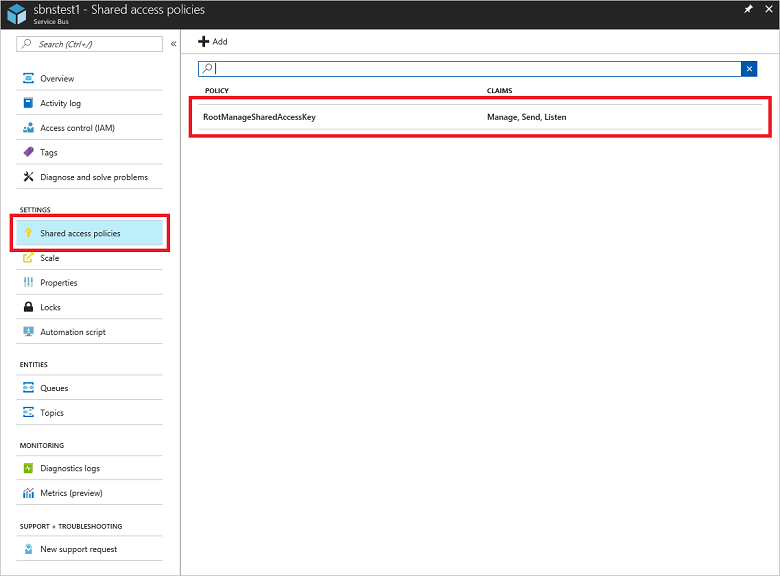 sbnstest1 - Shared access policies
Service Bus
Search (Ctrl+/)
Overview
Activity log
Access control (IAM)
Tags
Diagnose and solve problems
SETTINGS
Shared access policies
Scale
Properties
Locks
Automation script
ENTITIES
Queues
Topics
MONITORING
Diagnostics logs
Metrics (preview)
SUPPORT + TROUBLESHOOTING
New support request
Add
POLICY CLAIMS
RootManageSharedAccessKey Manage, Send, Listen